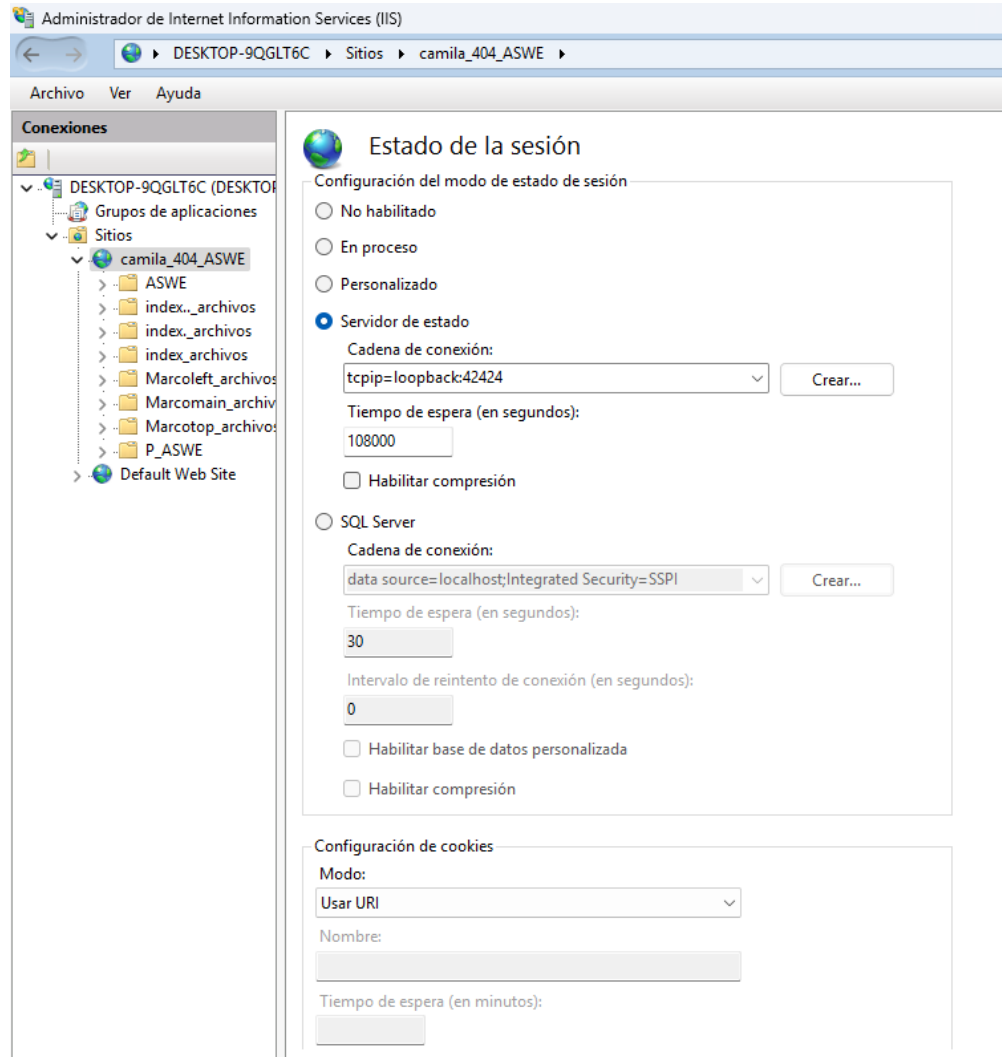 Administrador de Internet Information Services (IIS)
DESKTOP-9QGLT6C Sitios camila_404_ASWE
Archivo Ver Ayuda
Conexiones
DESKTOP-9QGLT6C (DESKTOP
Grupos de aplicaciones
Sitios
camila_404_ASWE
ASWE
index.._archivos
index._archivos
index_archivos
Marcoleft_archivos
Marcomain_archiv
Marcotop_archivos
P_ASWE
Default Web Site
Estado de la sesión
Configuración del modo de estado de sesión
No habilitado
En proceso
Personalizado
Servidor de estado
Cadena de conexión:
tcpip=loopback:42424
Crear...
Tiempo de espera (en segundos):
108000
Habilitar compresión
SQL Server
Cadena de conexión:
data source=localhost;Integrated Security=SSPI
Crear...
Tiempo de espera (en segundos):
30
Intervalo de reintento de conexión (en segundos):
0
Habilitar base de datos personalizada
Habilitar compresión
Configuración de cookies
Modo:
Usar URI
Nombre:
Tiempo de espera (en minutos):